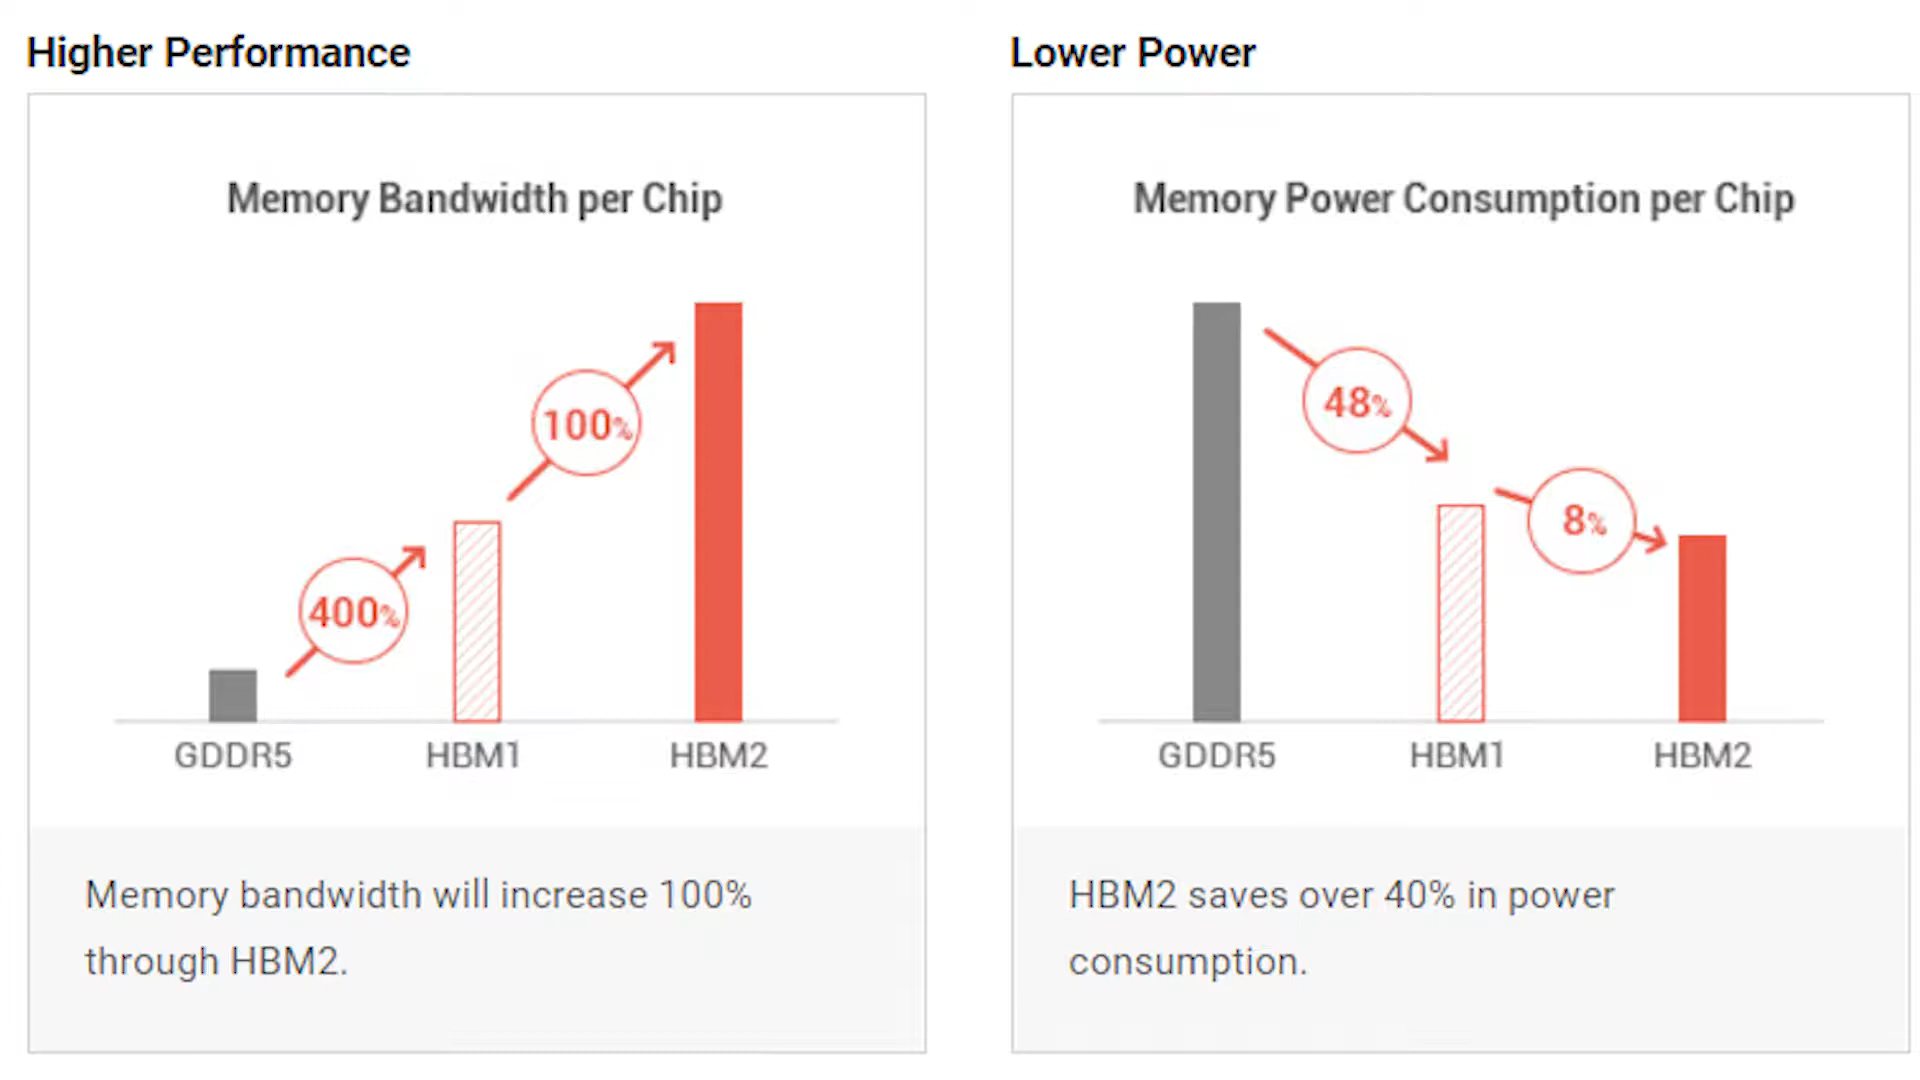 Higher Performance
Memory Bandwidth per Chip
100%
400%
GDDR5 HBM1 HBM2
Memory bandwidth will increase 100%
through HBM2.
Lower Power
Memory Power Consumption per Chip
48%
8%
GDDR5 HBM1 HBM2
HBM2 saves over 40% in power
consumption.